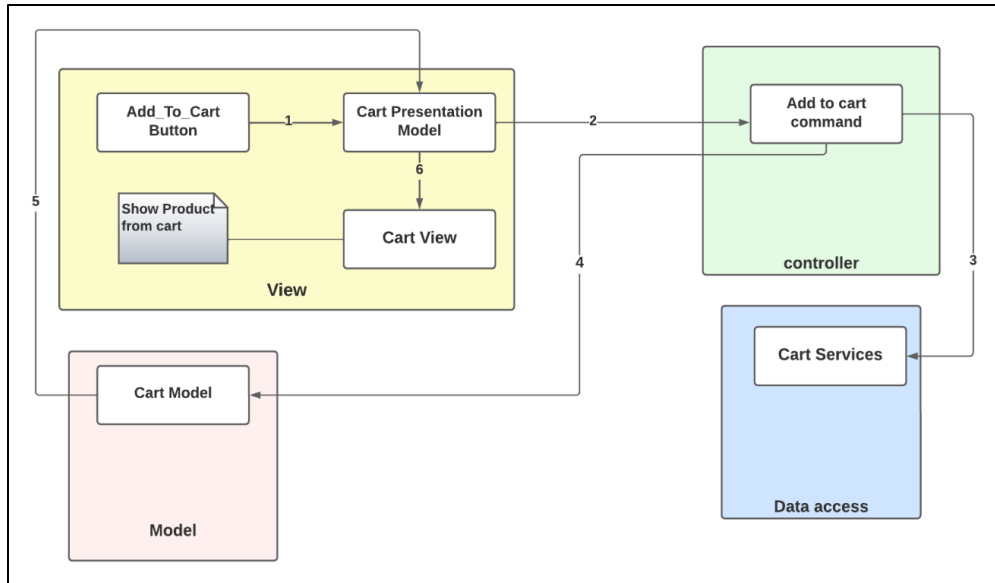 Add_To_Cart
Button
1
Cart Presentation
Model
2
Add to cart
command
5
6
Show Product
from cart
Cart View
View
4
controller
3
Cart Services
Cart Model
Data access
Model